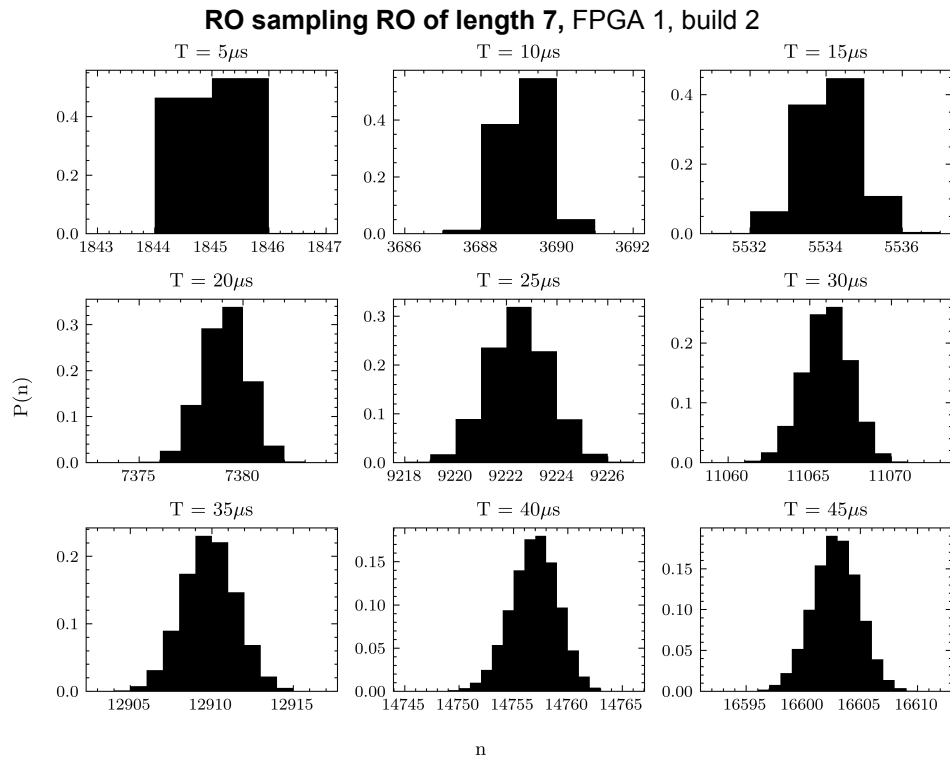 RO sampling RO of length 7, FPGA 1, build 2
T = 5μs
T = 10μs
T = 15μs
0.4
0.2
0.0
1843 1844 1845 1846 1847
0.4
0.2
0.0
3686 3688 3690 3692
0.4
0.2
0.0
5532 5534 5536
T = 20μs
T = 25μs
T = 30μs
P(n)
0.3
0.2
0.1
0.0
7375 7380
0.3
0.2
0.1
0.0
9218 9220 9222 9224 9226
0.2
0.1
0.0
11060 11065 11070
T = 35μs
T = 40μs
T = 45μs
0.2
0.1
0.0
12905 12910 12915
0.15
0.10
0.05
0.00
14745 14750 14755 14760 14765
0.15
0.10
0.05
0.00
16595 16600 16605 16610
n